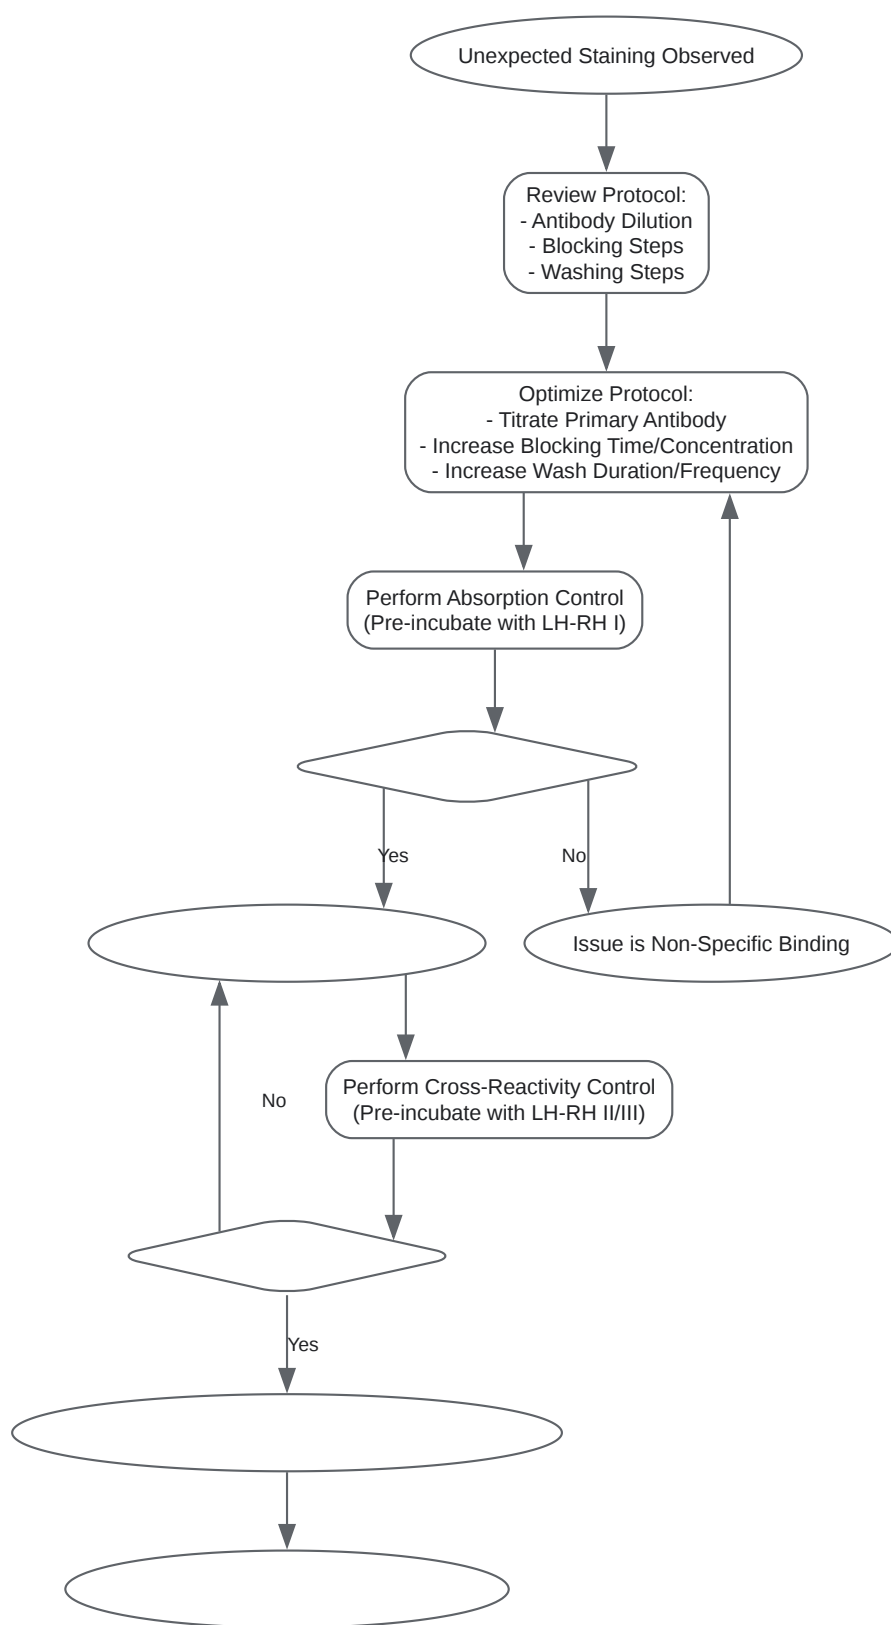 Unexpected Staining Observed
Review Protocol:
- Antibody Dilution
- Blocking Steps
- Washing Steps
Optimize Protocol:
- Titrate Primary Antibody
- Increase Blocking Time/Concentration
- Increase Wash Duration/Frequency
Perform Absorption Control
(Pre-incubate with LH-RH I)
Yes
No
Issue is Non-Specific Binding
Perform Cross-Reactivity Control
(Pre-incubate with LH-RH II/III)
No
Yes